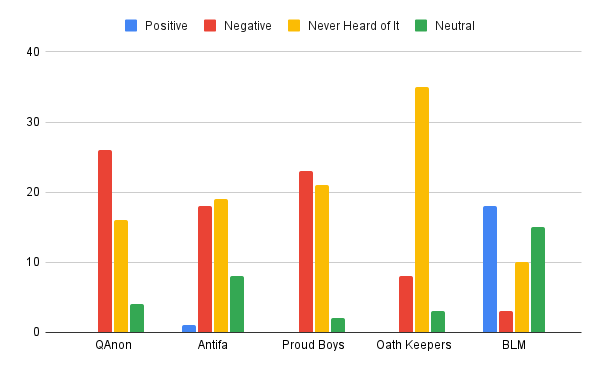 Positive Negative Never Heard of It Neutral
40
30
20
10
0
QAnon Antifa Proud Boys Oath Keepers BLM